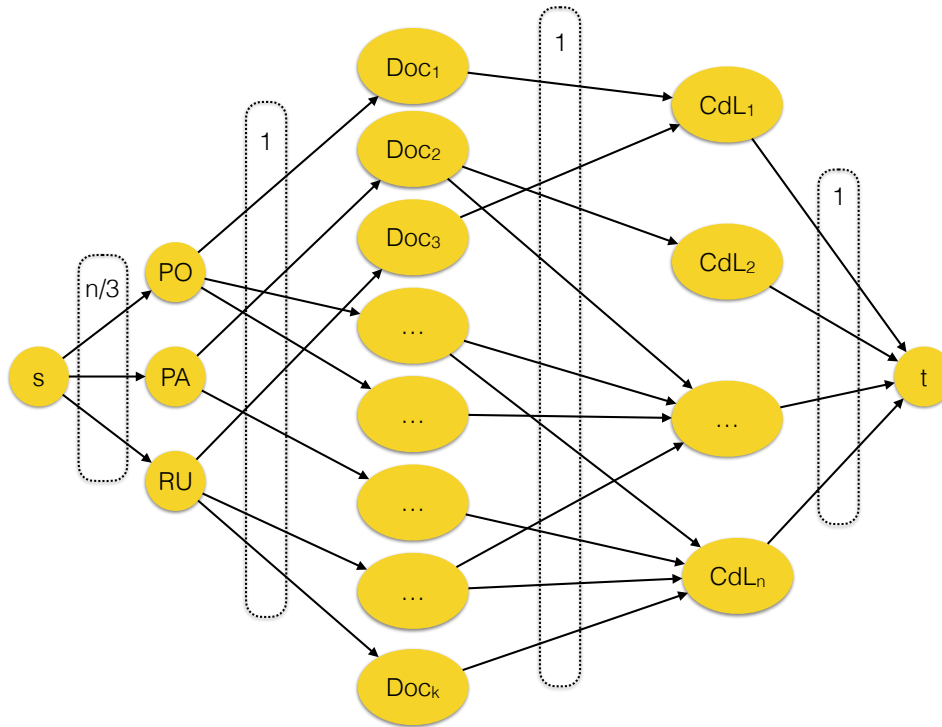 s
n/3
PO
PA
RU
1
Doc₁
Doc₂
Doc₃
...
...
...
...
Docₖ
1
CdL₁
CdL₂
...
CdLₙ
1
t